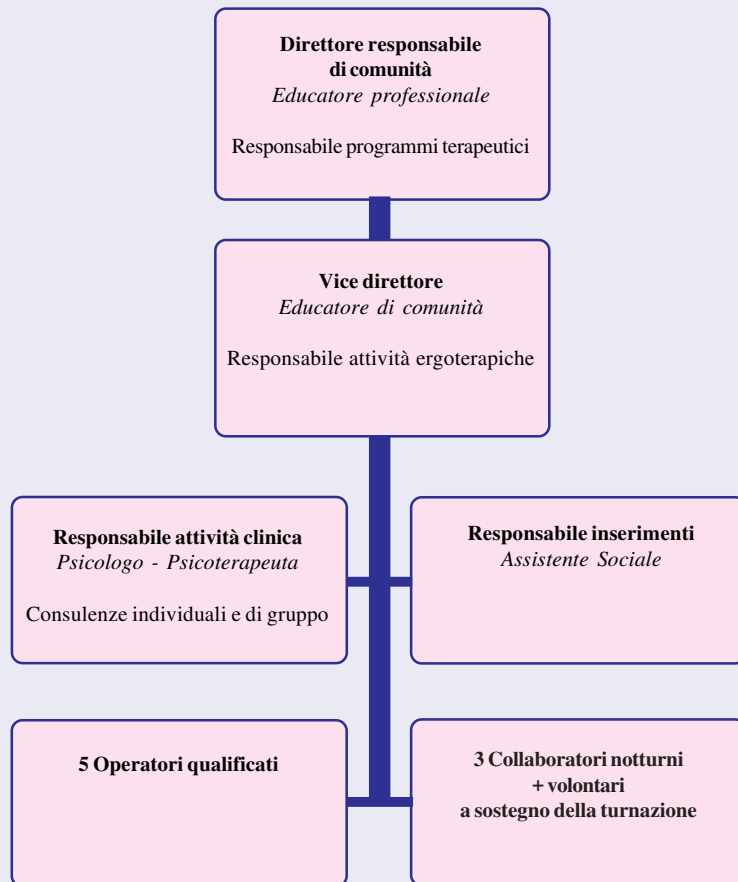 Direttore responsabile
di comunità
Educatore professionale
Responsabile programmi terapeutici
Vice direttore
Educatore di comunità
Responsabile attività ergoterapiche
Responsabile attività clinica
Psicologo - Psicoterapeuta
Consulenze individuali e di gruppo
Responsabile inserimenti
Assistente Sociale
5 Operatori qualificati
3 Collaboratori notturni
+ volontari
a sostegno della turnazione